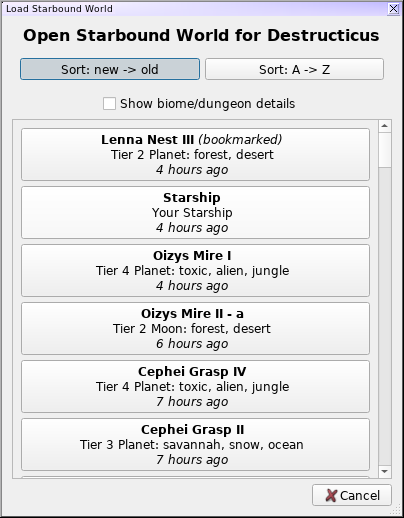 Load Starbound World
Open Starbound World for Destructicus
Sort: new -> old
Sort: A -> Z
Show biome/dungeon details
Lenna Nest III (bookmarked)
Tier 2 Planet: forest, desert
4 hours ago
Starship
Your Starship
4 hours ago
Oizys Mire I
Tier 4 Planet: toxic, alien, jungle
4 hours ago
Oizys Mire II - a
Tier 2 Moon: forest, desert
6 hours ago
Cephei Grasp IV
Tier 4 Planet: toxic, alien, jungle
7 hours ago
Cephei Grasp II
Tier 3 Planet: savannah, snow, ocean
7 hours ago
Cancel